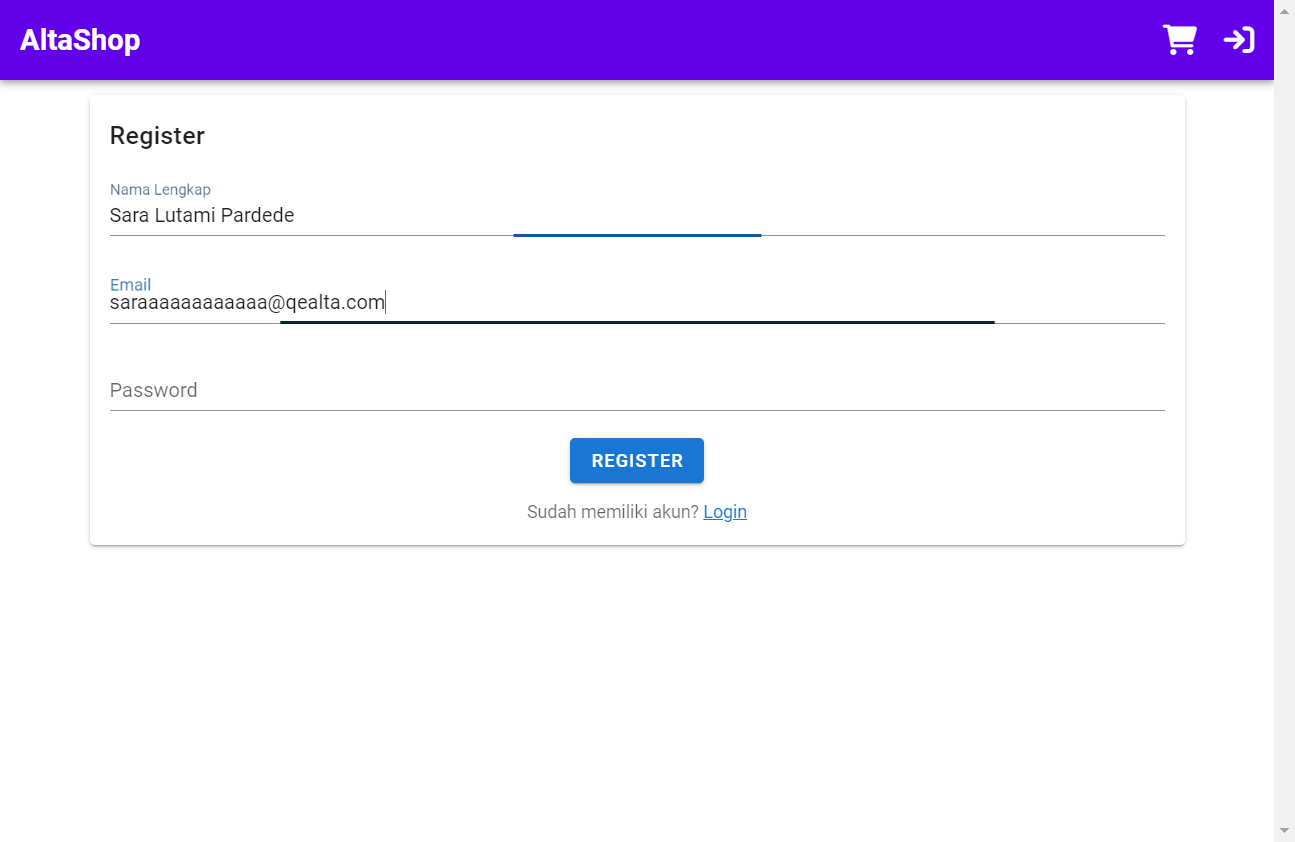 AltaShop
Register
Nama Lengkap
Sara Lutami Pardede
Email
saraaaaaaaaaaaa@qealta.com
Password
REGISTER
Sudah memiliki akun? Login